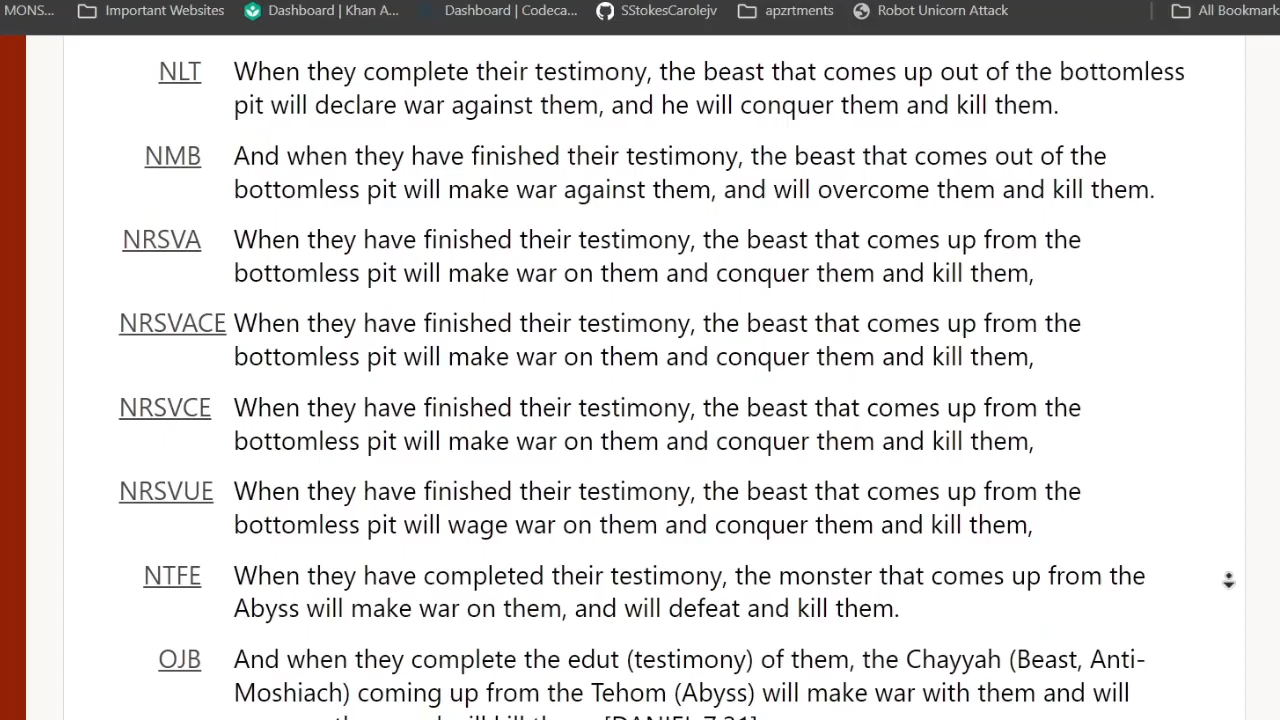 MONS... Important Websites Dashboard | Khan A... Dashboard | Codeca... SStokesCarolejv apzrtments Robot Unicorn Attack All Bookmark
NLT When they complete their testimony, the beast that comes up out of the bottomless
pit will declare war against them, and he will conquer them and kill them.
NMB And when they have finished their testimony, the beast that comes out of the
bottomless pit will make war against them, and will overcome them and kill them.
NRSVA When they have finished their testimony, the beast that comes up from the
bottomless pit will make war on them and conquer them and kill them,
NRSVACE When they have finished their testimony, the beast that comes up from the
bottomless pit will make war on them and conquer them and kill them,
NRSVCE When they have finished their testimony, the beast that comes up from the
bottomless pit will make war on them and conquer them and kill them,
NRSVUE When they have finished their testimony, the beast that comes up from the
bottomless pit will wage war on them and conquer them and kill them,
NTFE When they have completed their testimony, the monster that comes up from the
Abyss will make war on them, and will defeat and kill them.
OJB And when they complete the edut (testimony) of them, the Chayyah (Beast, Anti-
Moshiach) coming up from the Tehom (Abyss) will make war with them and will
will kill [DANIEL 7:21]